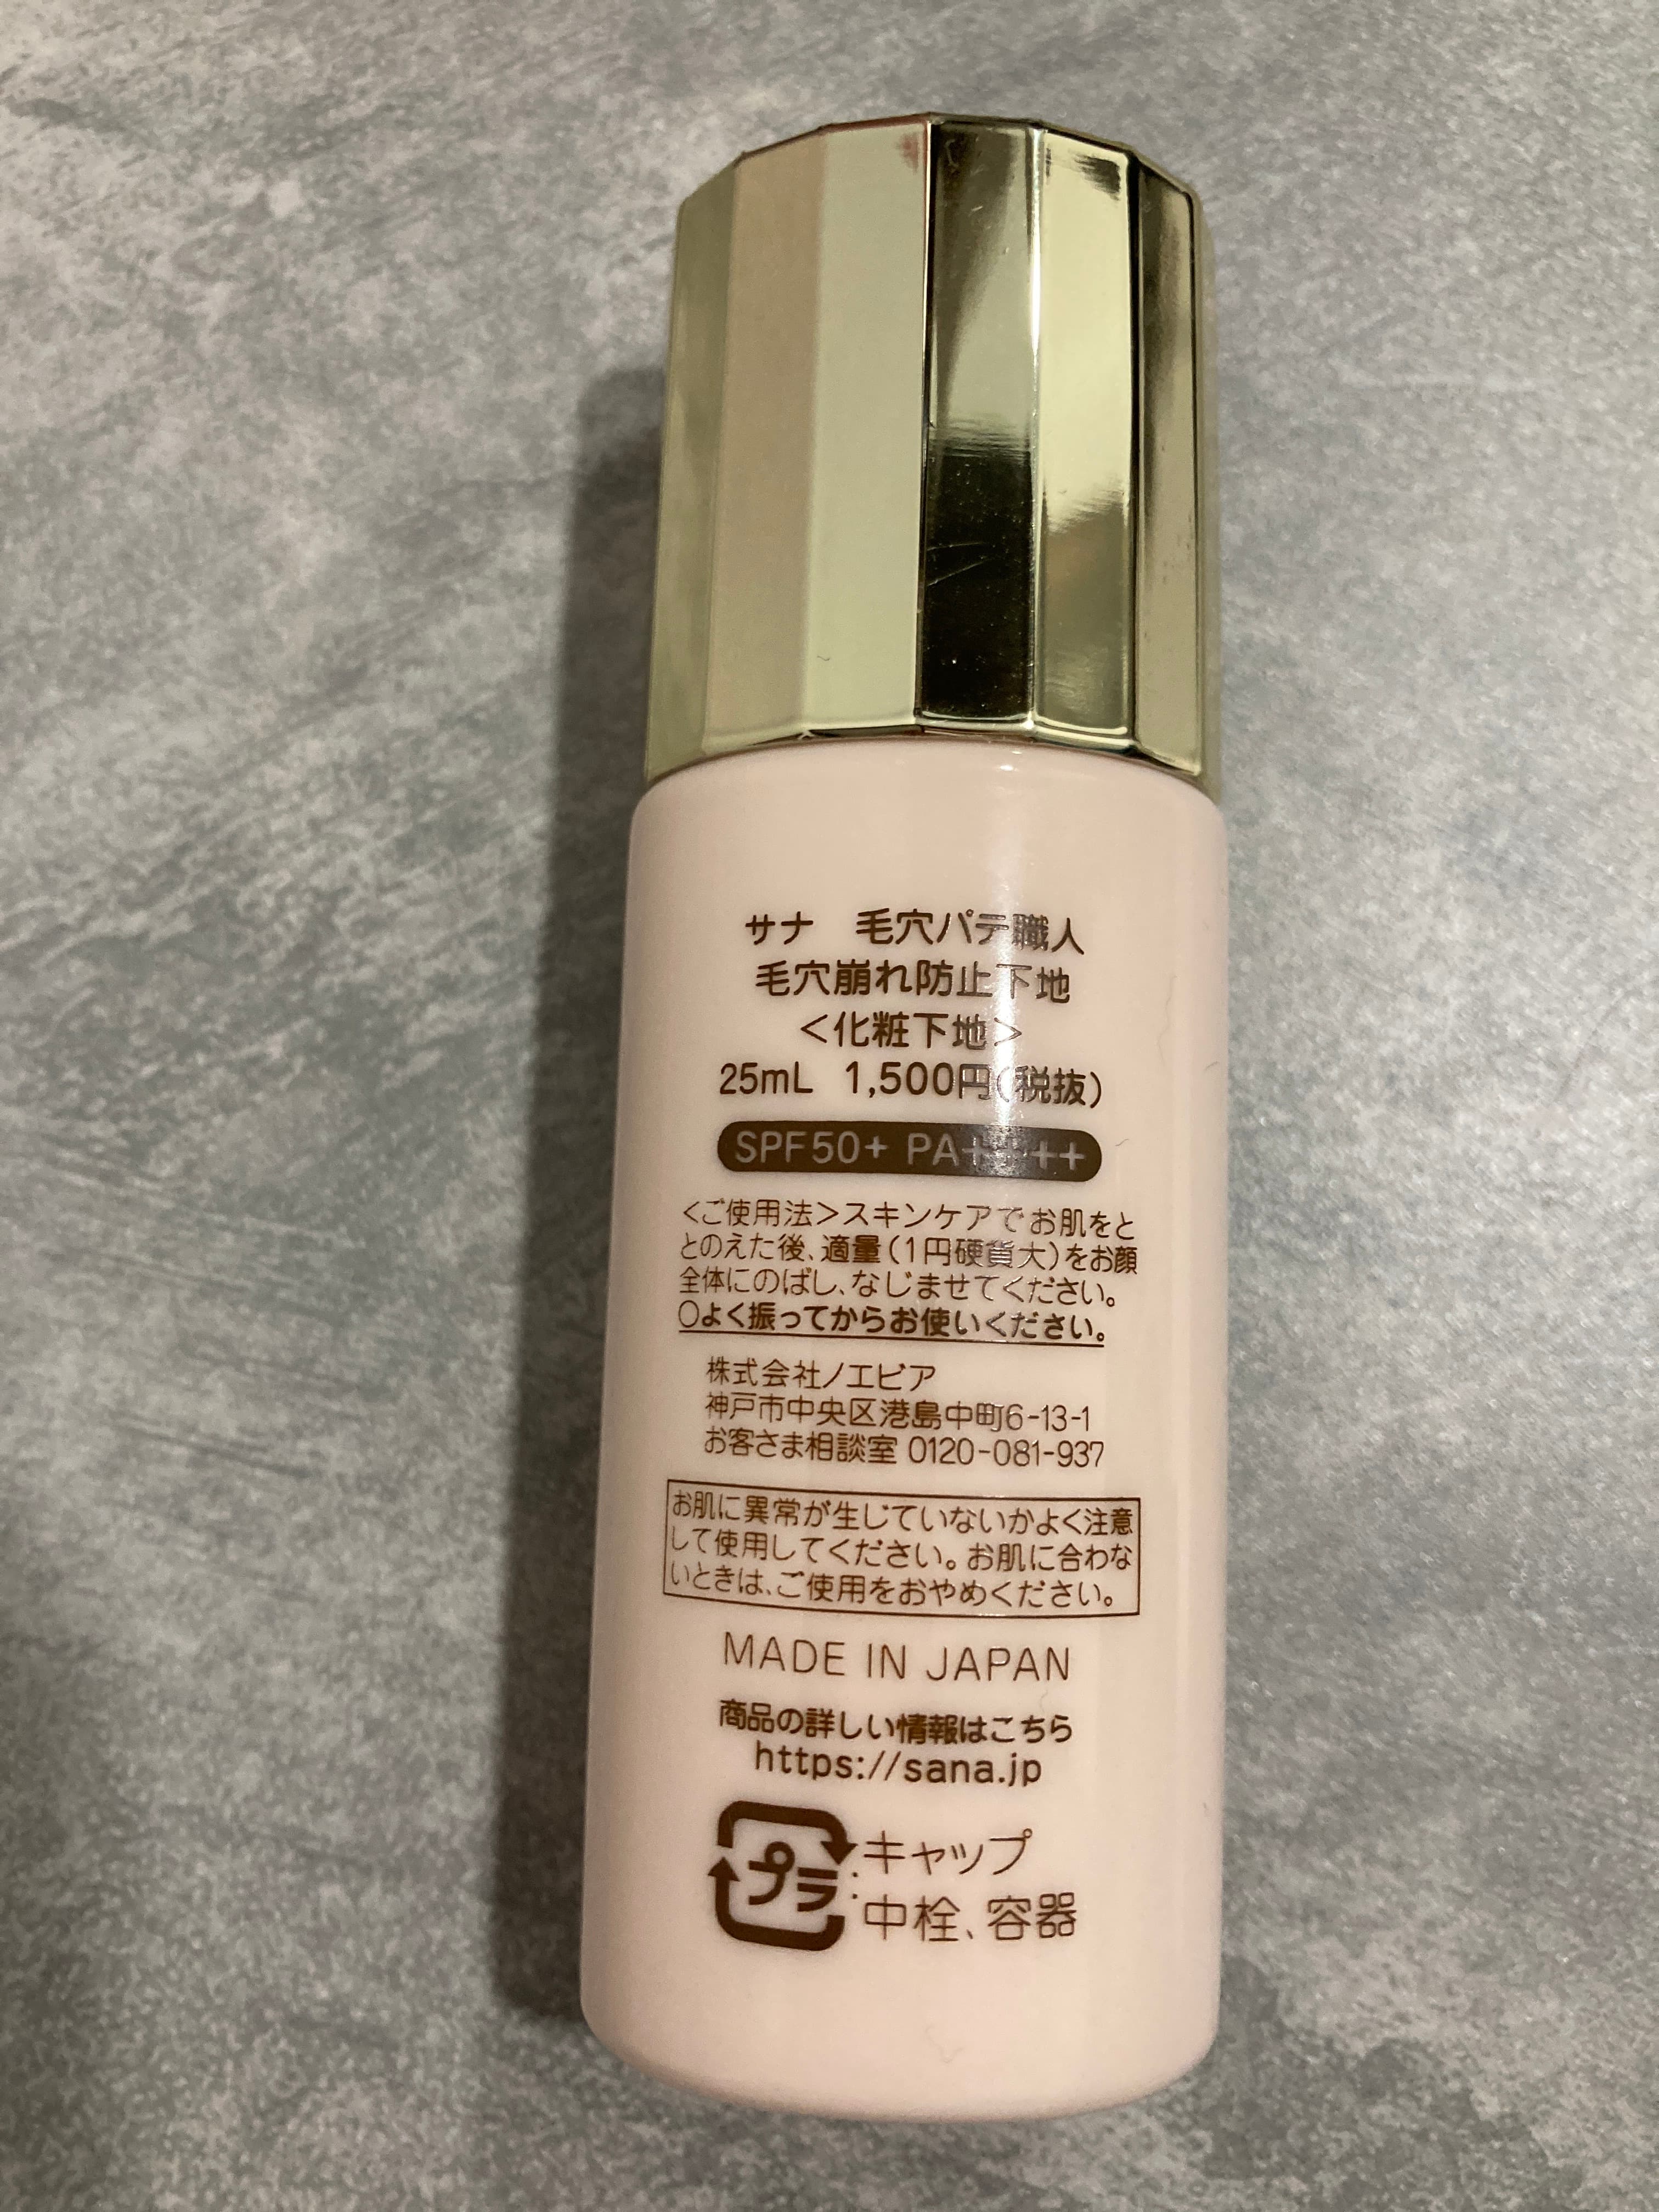 サナ 毛穴パテ職人
毛穴崩れ防止下地
＜化粧下地＞
25mL 1,500円(税抜)
SPF50+ PA++++
＜ご使用法＞スキンケアでお肌をと
とのえた後、適量(1円硬貨大)をお顔
全体にのばし、なじませてください。
○よく振ってからお使いください。
株式会社ノエビア
神戸市中央区港島中町6-13-1
お客さま相談室 0120-081-937
お肌に異常が生じていないかよく注意
して使用してください。お肌に合わな
いときは、ご使用をおやめください。
MADE IN JAPAN
商品の詳しい情報はこちら
https://sana.jp
プラ:キャップ
中栓、容器